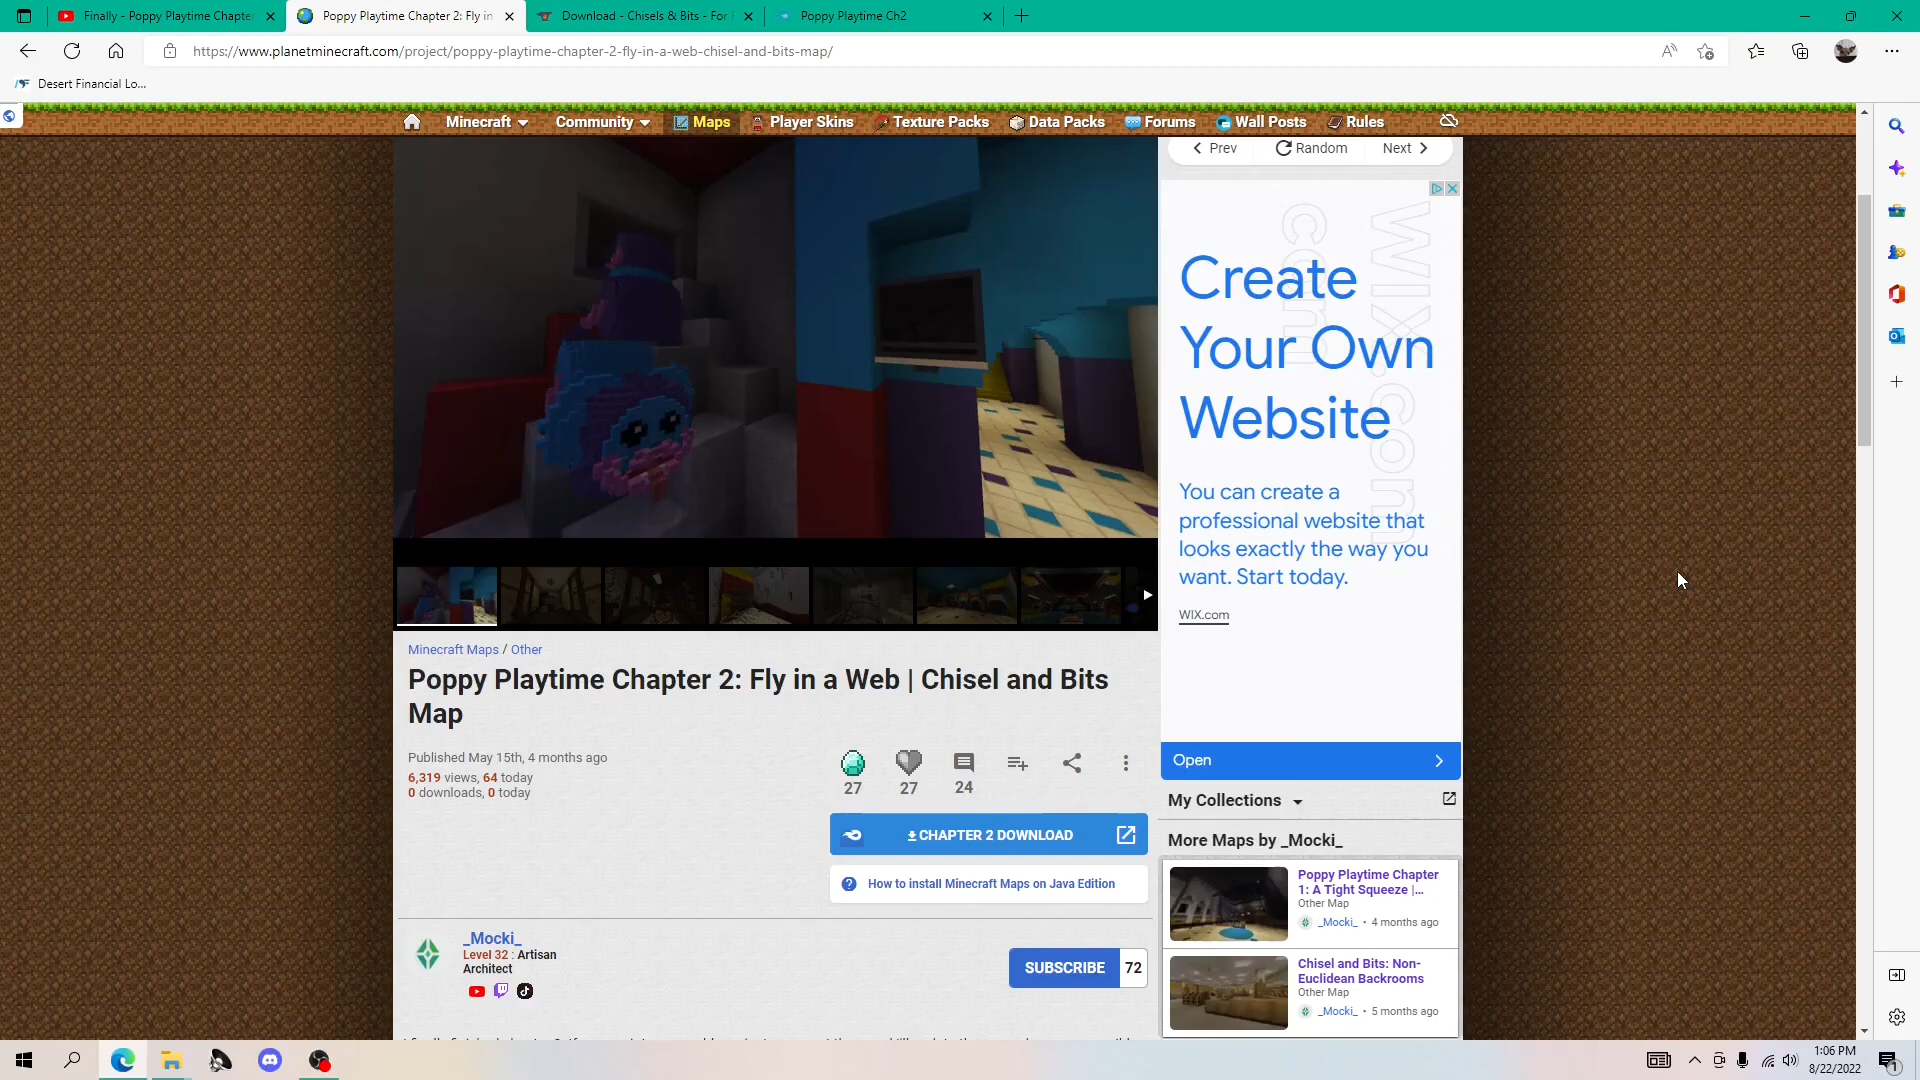 Finally - Poppy Playtime Chapter
Poppy Playtime Chapter 2: Fly in
Download - Chisels & Bits - For
Poppy Playtime Ch2
https://www.planetminecraft.com/project/poppy-playtime-chapter-2-fly-in-a-web-chisel-and-bits-map/
Desert Financial Lo...
Minecraft
Community
Maps
Player Skins
Texture Packs
Data Packs
Forums
Wall Posts
Rules
Prev
Random
Next
WIX.com
Create
Your Own
Website
You can create a
professional website that
looks exactly the way you
want. Start today.
WIX.com
Open
Minecraft Maps / Other
Poppy Playtime Chapter 2: Fly in a Web | Chisel and Bits
Map
Published May 15th, 4 months ago
6,319 views, 64 today
0 downloads, 0 today
27
27
24
CHAPTER 2 DOWNLOAD
How to install Minecraft Maps on Java Edition
_Mocki_
Level 32 : Artisan
Architect
SUBSCRIBE 72
My Collections
More Maps by _Mocki_
Poppy Playtime Chapter
1: A Tight Squeeze |...
Other Map
_Mocki_ • 4 months ago
Chisel and Bits: Non-
Euclidean Backrooms
Other Map
_Mocki_ • 5 months ago
1:06 PM
8/22/2022
1